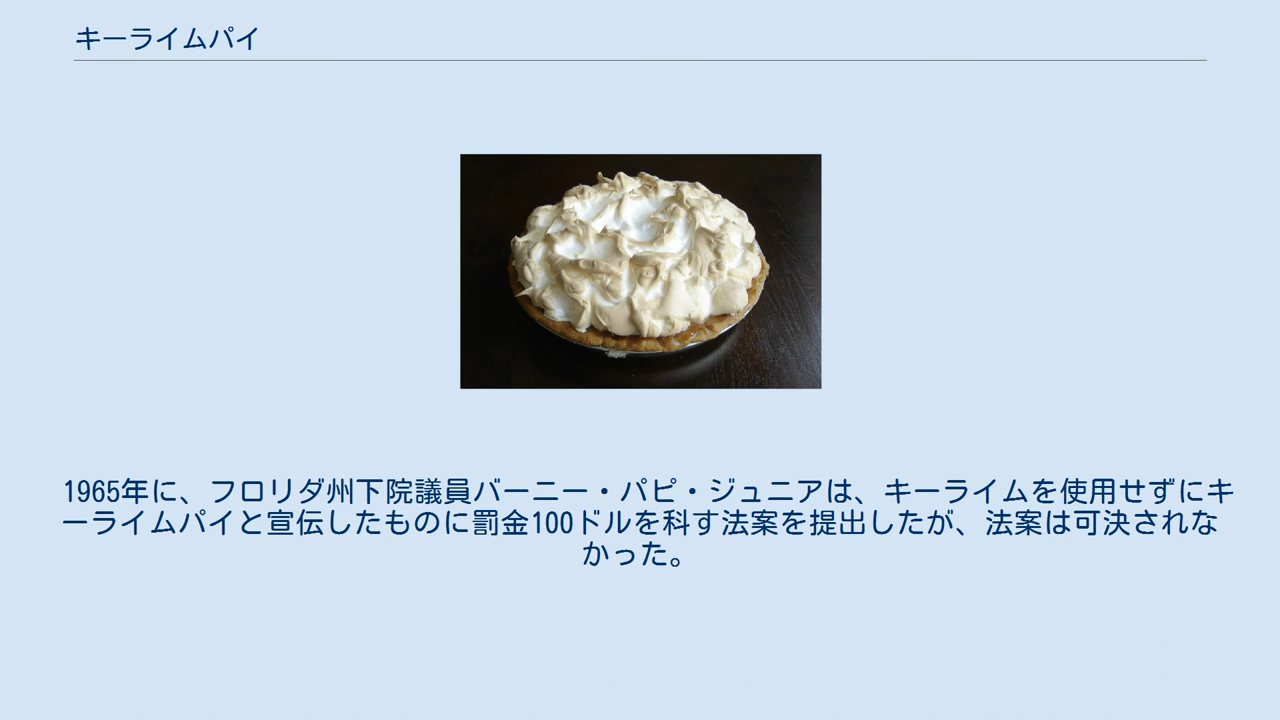 キーライムパイ
1965年に、フロリダ州下院議員バーニー・パピ・ジュニアは、キーライムを使用せずにキ
ーライムパイと宣伝したものに罰金100ドルを科す法案を提出したが、法案は可決されな
かった。